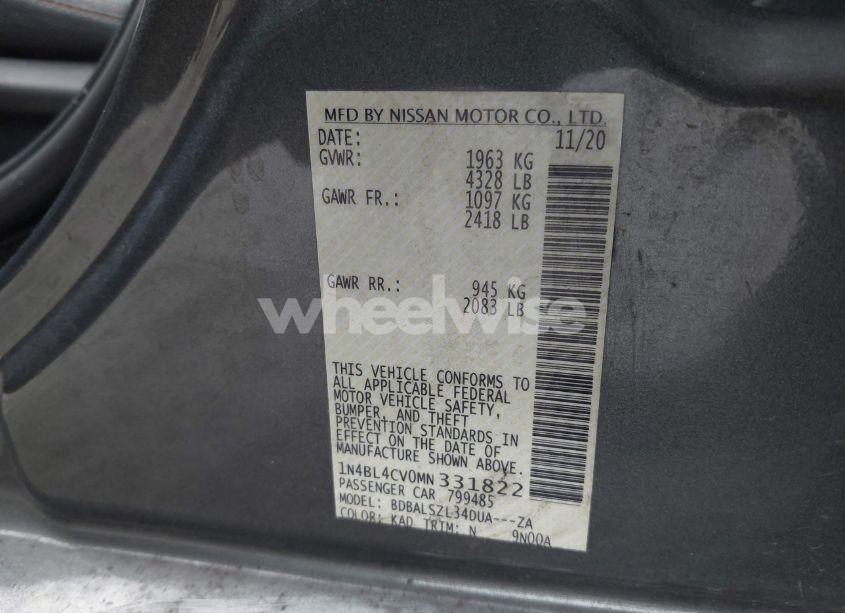 MFD BY NISSAN MOTOR CO., LTD.
DATE: 11/20
GVWR: 1963 KG
4328 LB
GAWR FR.: 1097 KG
2418 LB
GAWR RR.: 945 KG
2083 LB
wheelwise
THIS VEHICLE CONFORMS TO
ALL APPLICABLE FEDERAL
MOTOR VEHICLE SAFETY,
BUMPER, AND THEFT
PREVENTION STANDARDS IN
EFFECT ON THE DATE OF
MANUFACTURE SHOWN ABOVE.
1N4BL4CV0MN 331822
PASSENGER CAR 799485
MODEL: BDBALSZL34DUA---ZA
COLOR: KAD TRIM: N 9N00A